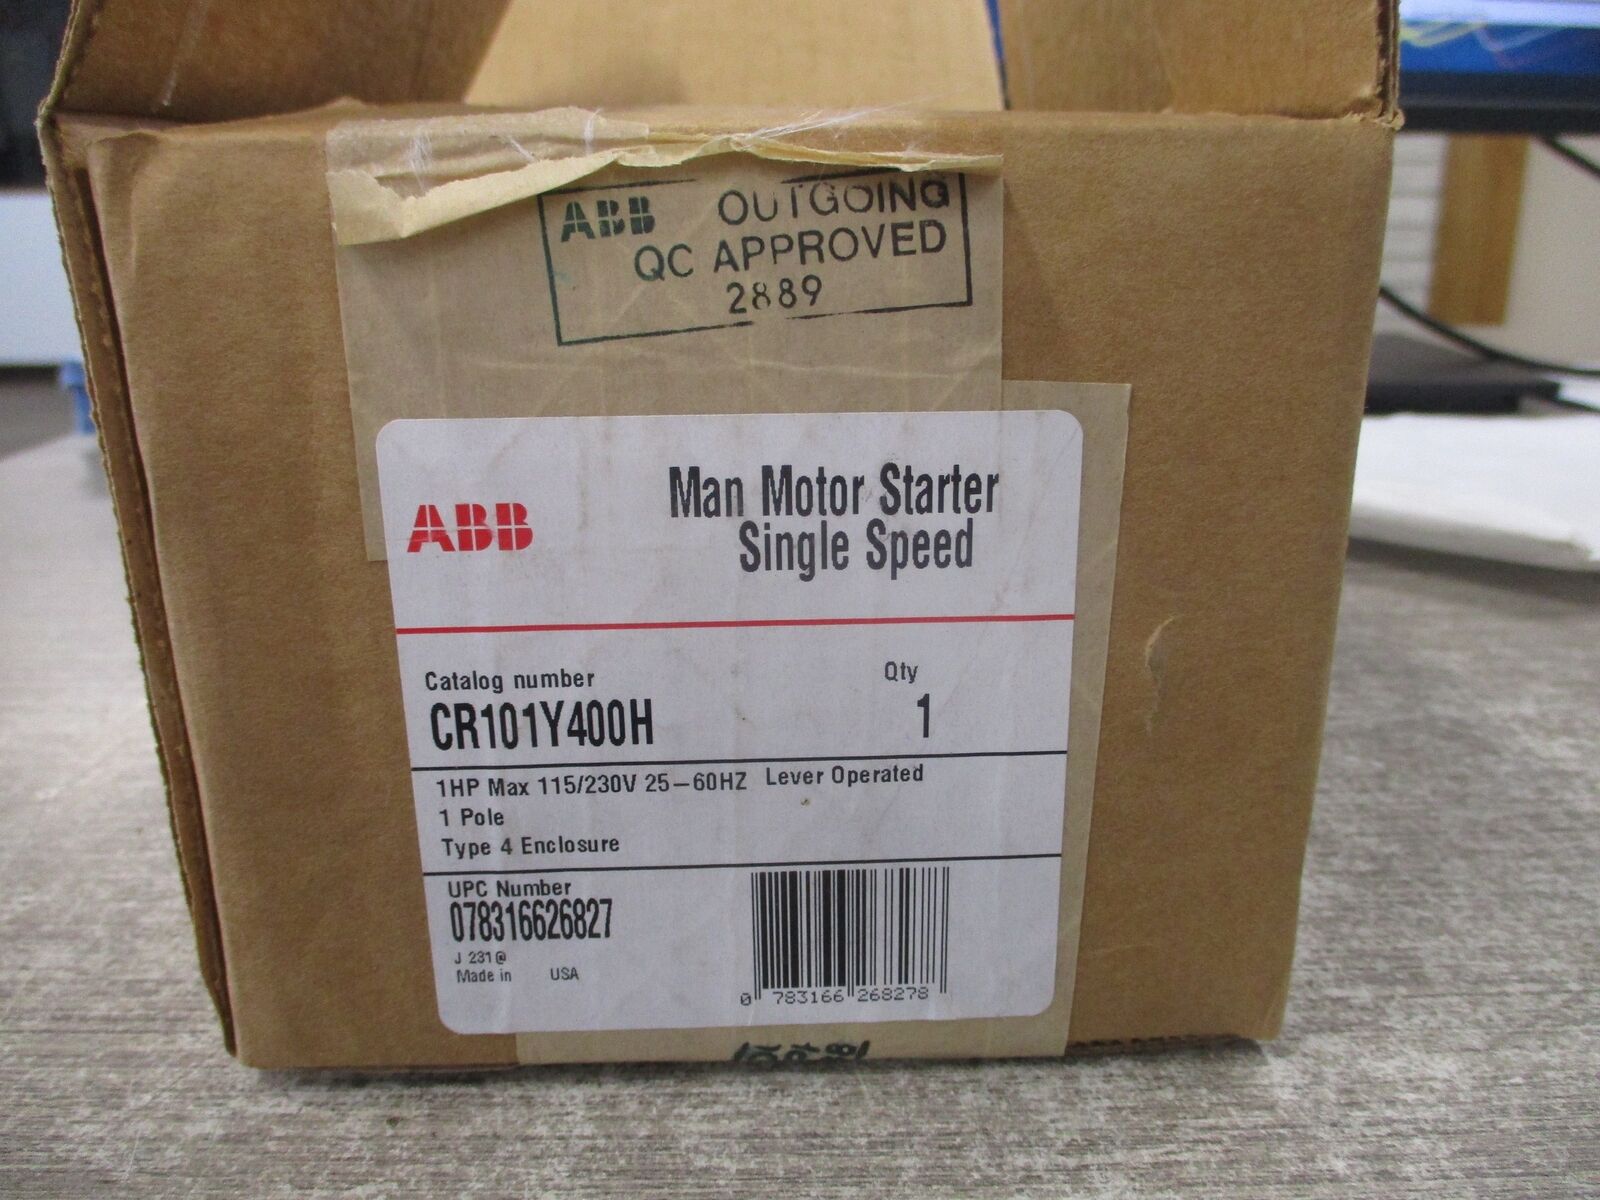 ABB OUTGOING
QC APPROVED
2889
ABB
Man Motor Starter
Single Speed
Catalog number
Qty
CR101Y400H
1
1HP Max 115/230V 25-60HZ Lever Operated
1 Pole
Type 4 Enclosure
UPC Number
078316626827
J 231@
Made in USA
0 783166 268278